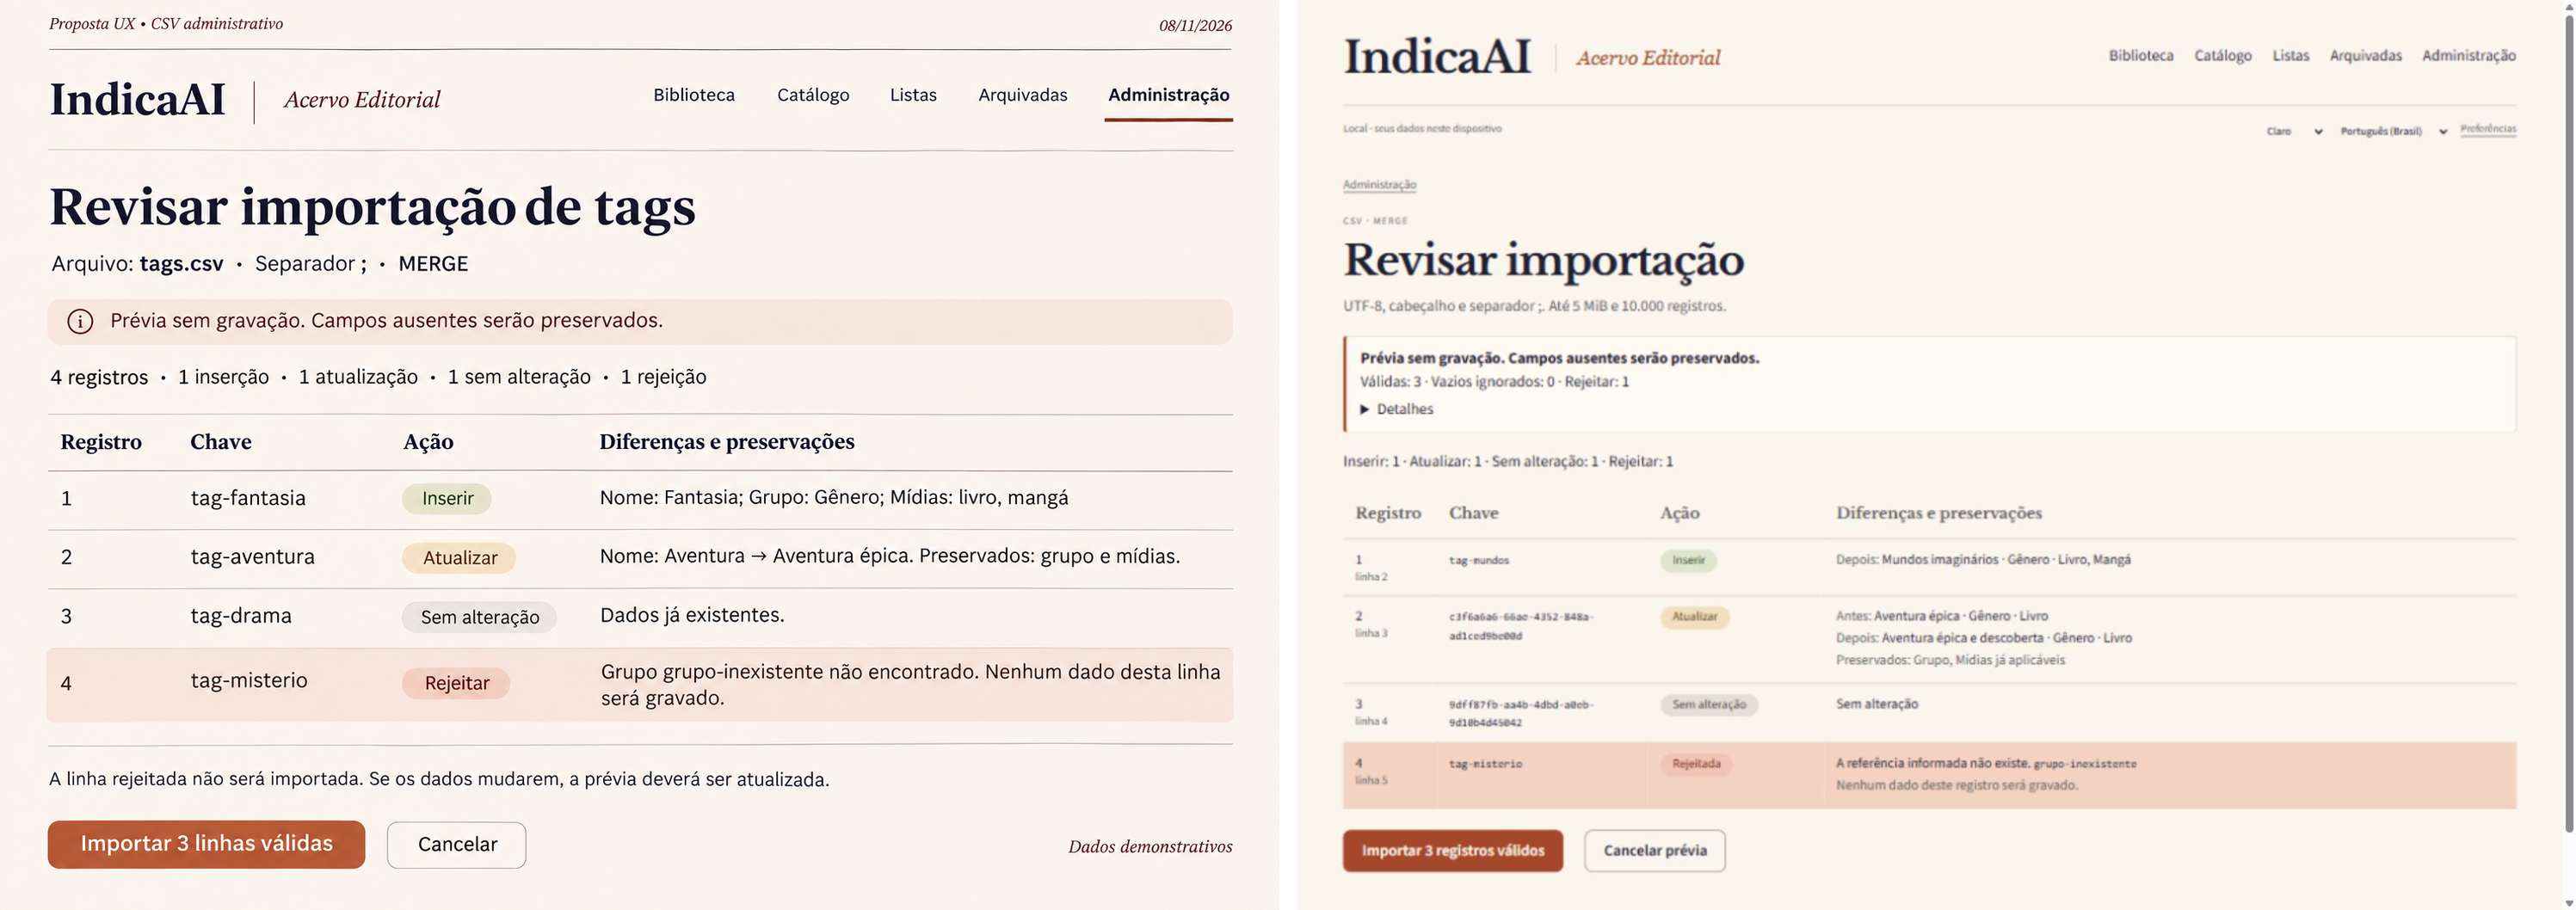 Proposta UX • CSV administrativo
08/11/2026
IndicaAI
Acervo Editorial
Biblioteca
Catálogo
Listas
Arquivadas
Administração
Revisar importação de tags
Arquivo: tags.csv • Separador ; • MERGE
Prévia sem gravação. Campos ausentes serão preservados.
4 registros • 1 inserção • 1 atualização • 1 sem alteração • 1 rejeição
Registro Chave Ação Diferenças e preservações
1 tag-fantasia Inserir Nome: Fantasia; Grupo: Gênero; Mídias: livro, mangá
2 tag-aventura Atualizar Nome: Aventura → Aventura épica. Preservados: grupo e mídias.
3 tag-drama Sem alteração Dados já existentes.
4 tag-misterio Rejeitar Grupo grupo-inexistente não encontrado. Nenhum dado desta linha
será gravado.
A linha rejeitada não será importada. Se os dados mudarem, a prévia deverá ser atualizada.
Importar 3 linhas válidas
Cancelar
Dados demonstrativos
IndicaAI
Acervo Editorial
Biblioteca
Catálogo
Listas
Arquivadas
Administração
Local · seus dados neste dispositivo
Claro
Português (Brasil)
Preferências
Administração
CSV · MERGE
Revisar importação
UTF-8, cabeçalho e separador ;. Até 5 MiB e 10.000 registros.
Prévia sem gravação. Campos ausentes serão preservados.
Válidas: 3 · Vazios ignorados: 0 · Rejeitar: 1
Detalhes
Inserir: 1 · Atualizar: 1 · Sem alteração: 1 · Rejeitar: 1
Registro Chave Ação Diferenças e preservações
1 tag-mundos Inserir Depois: Mundos imaginários · Gênero · Livro, Mangá
linha 2
2 c3f6a6a6-66ae-4352-848a- Atualizar Antes: Aventura épica · Gênero · Livro
linha 3 ad1ced9be00d Depois: Aventura épica e descoberta · Gênero · Livro
Preservados: Grupo, Mídias já aplicáveis
3 9dff87fb-aa4b-4dbd-a0eb- Sem alteração Sem alteração
linha 4 9d10b4d45042
4 tag-misterio Rejeitada A referência informada não existe. grupo-inexistente
linha 5 Nenhum dado deste registro será gravado.
Importar 3 registros válidos
Cancelar prévia